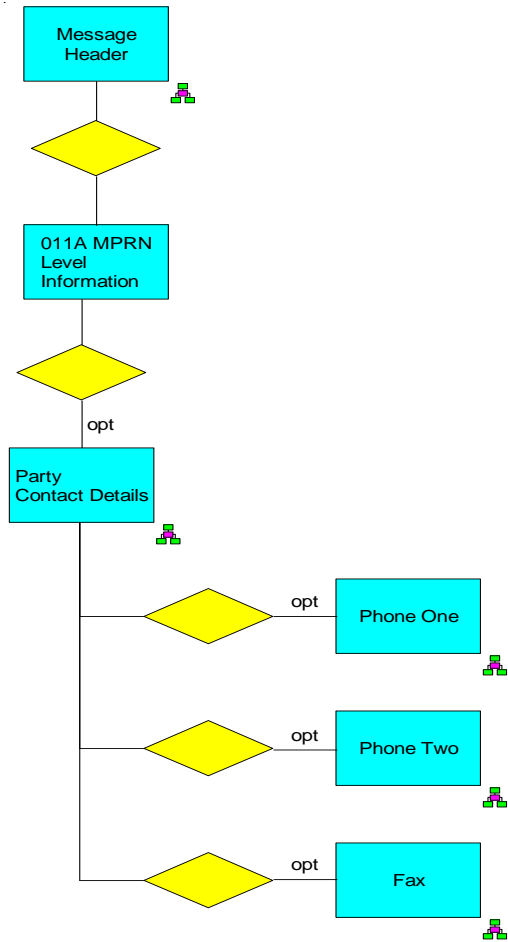 Message
Header
011A MPRN
Level
Information
opt
Party
Contact Details
opt
Phone One
opt
Phone Two
opt
Fax